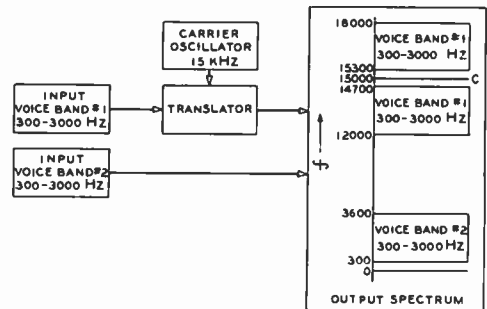 CARRIER
OSCILLATOR
15 KHZ
INPUT
VOICE BAND #1
300-3000 HZ
TRANSLATOR
INPUT
VOICE BAND #2
300-3000 HZ
f
18000
VOICE BAND #1
300-3000 HZ
15300
15000
C
14700
VOICE BAND #1
300-3000 HZ
12000
3600
VOICE BAND #2
300-3000 HZ
300
0
OUTPUT SPECTRUM